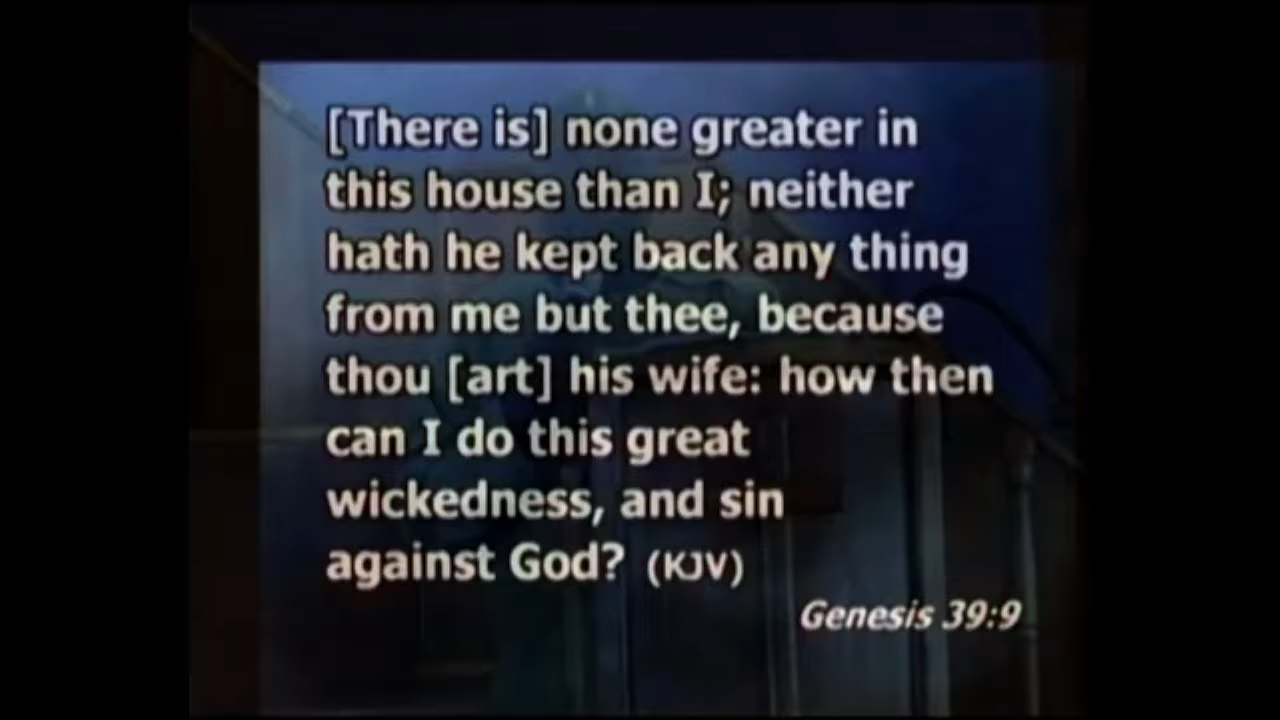 [There is] none greater in
this house than I; neither
hath he kept back any thing
from me but thee, because
thou [art] his wife: how then
can I do this great
wickedness, and sin
against God? (KJV)
Genesis 39:9